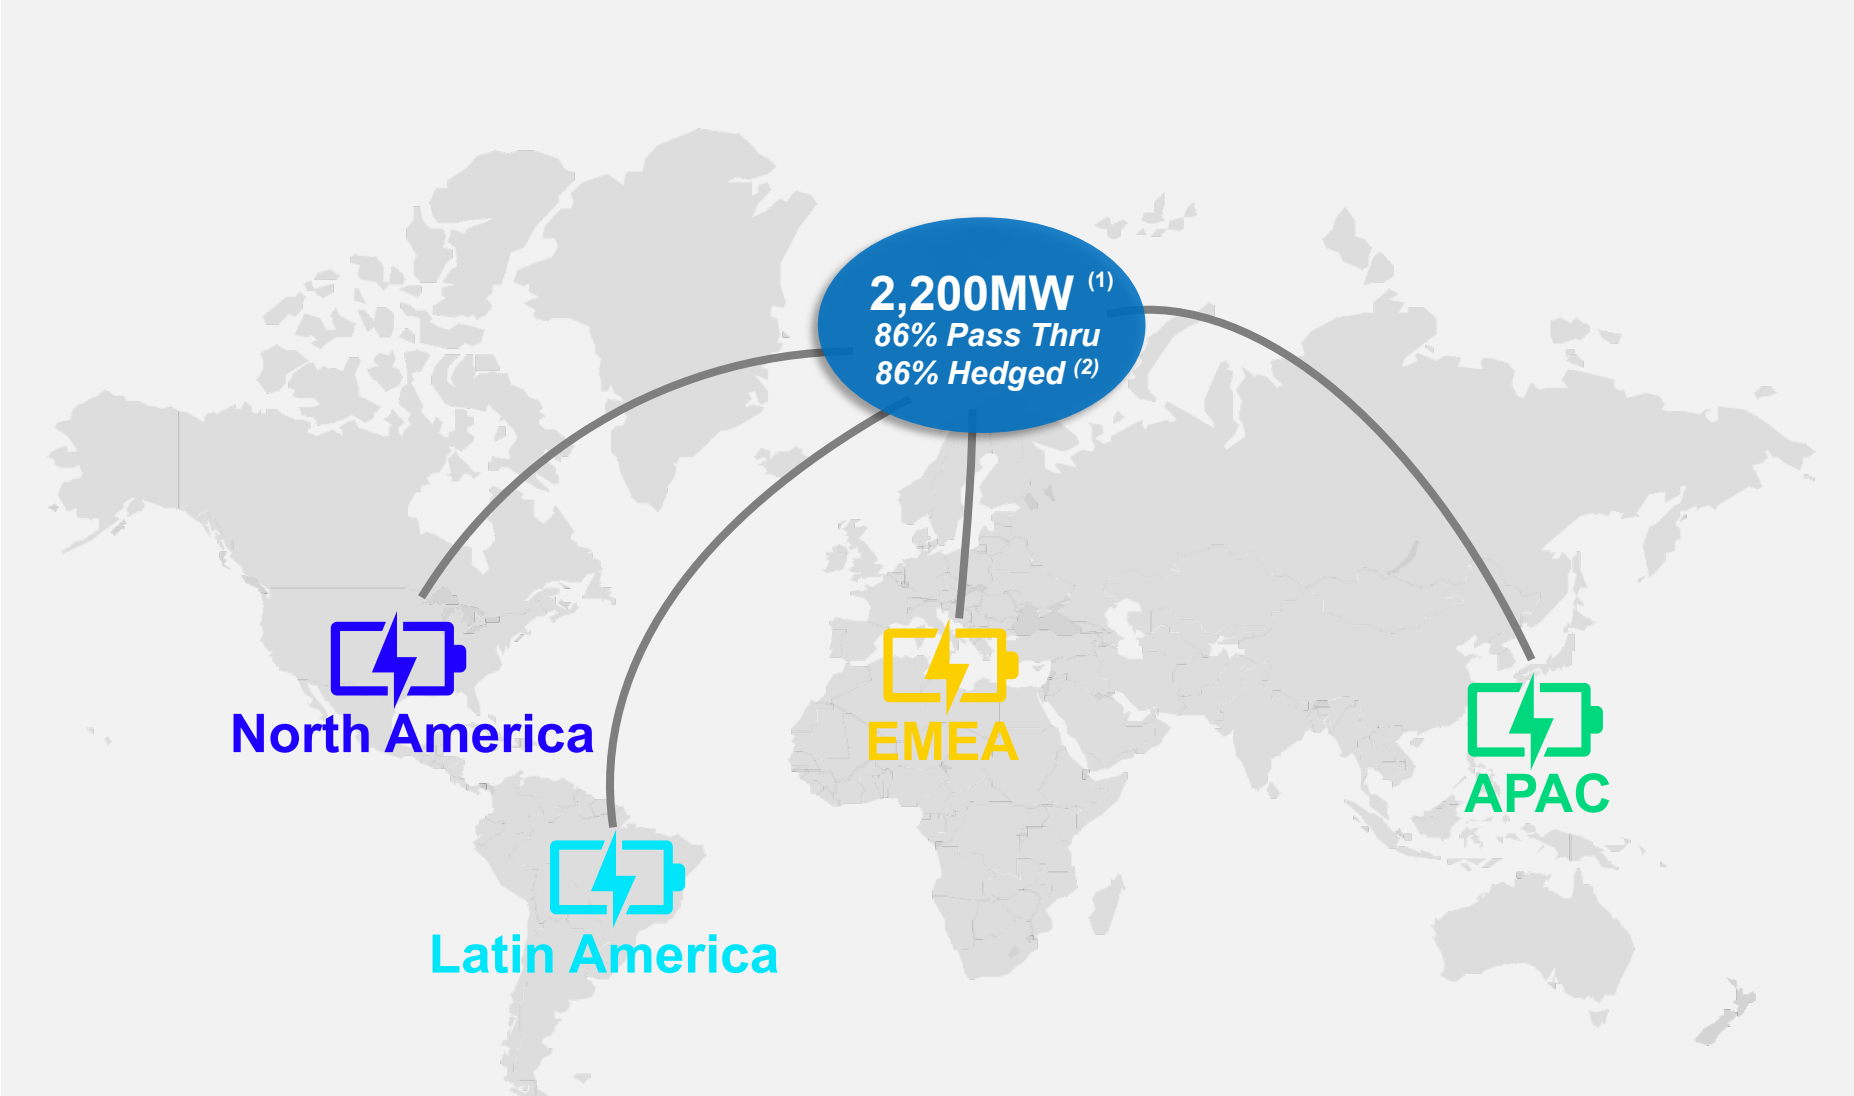 2,200MW (1)
86% Pass Thru
86% Hedged (2)
North America
EMEA
APAC
Latin America